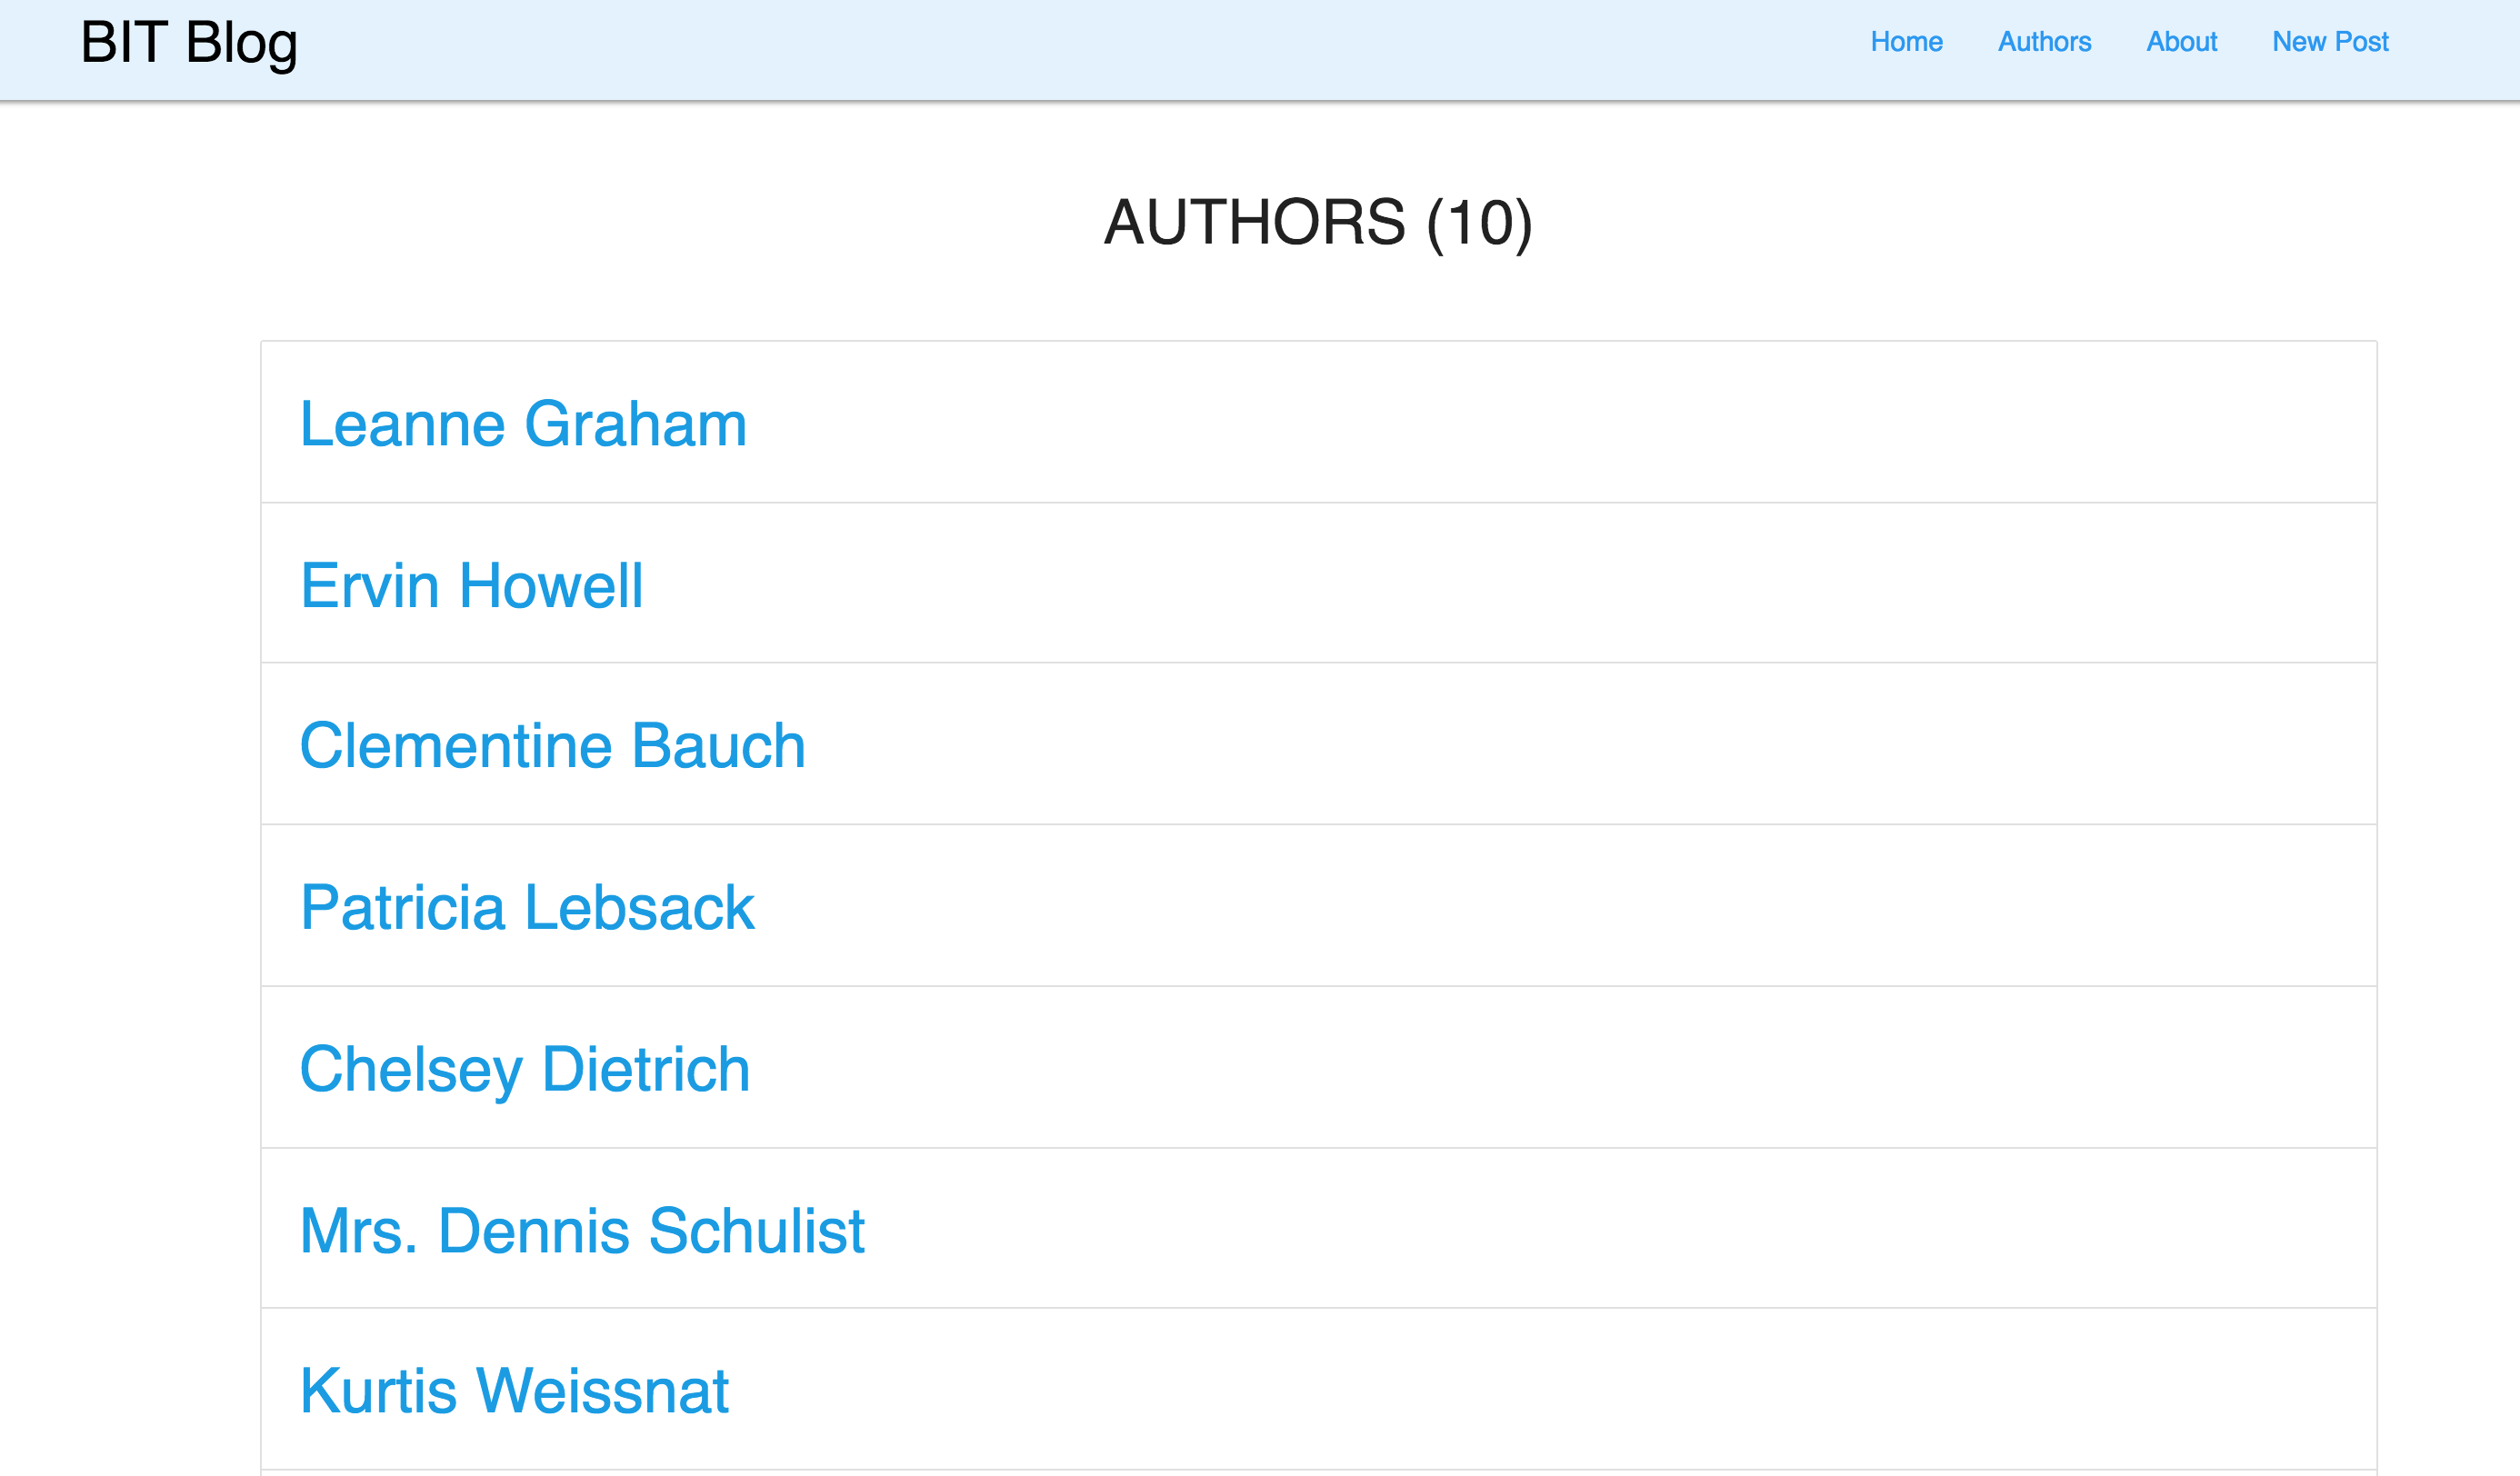 BIT Blog
Home Authors About New Post
AUTHORS (10)
Leanne Graham
Ervin Howell
Clementine Bauch
Patricia Lebsack
Chelsey Dietrich
Mrs. Dennis Schulist
Kurtis Weissnat